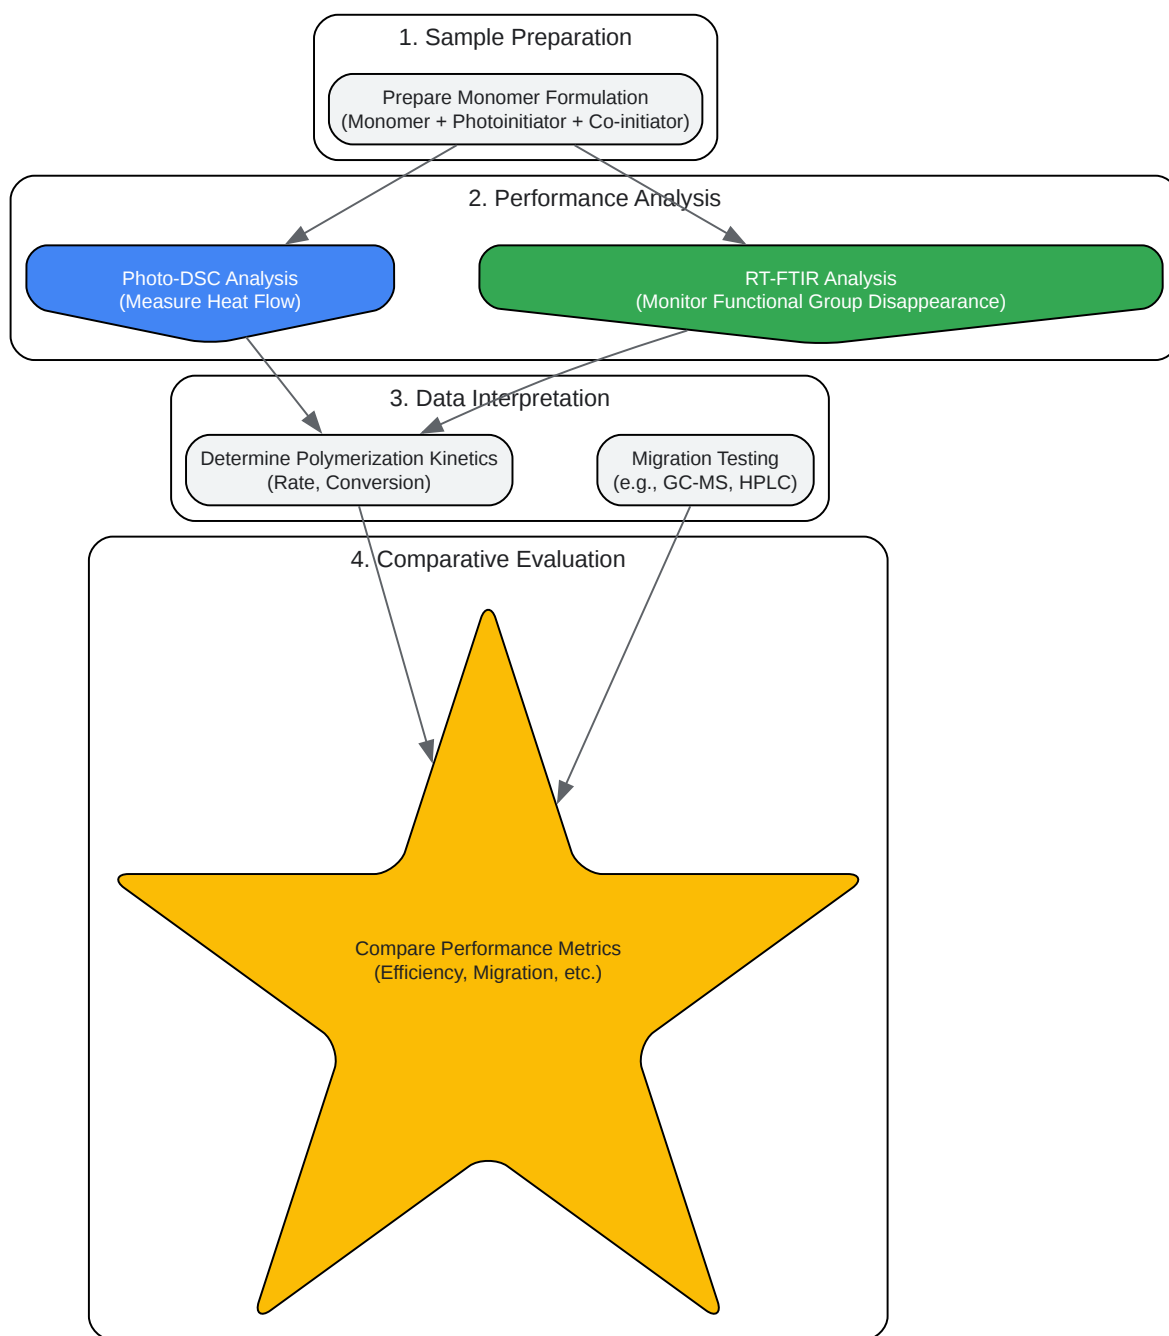 1. Sample Preparation
Prepare Monomer Formulation
(Monomer + Photoinitiator + Co-initiator)
2. Performance Analysis
Photo-DSC Analysis
(Measure Heat Flow)
RT-FTIR Analysis
(Monitor Functional Group Disappearance)
3. Data Interpretation
Determine Polymerization Kinetics
(Rate, Conversion)
Migration Testing
(e.g., GC-MS, HPLC)
4. Comparative Evaluation
Compare Performance Metrics
(Efficiency, Migration, etc.)